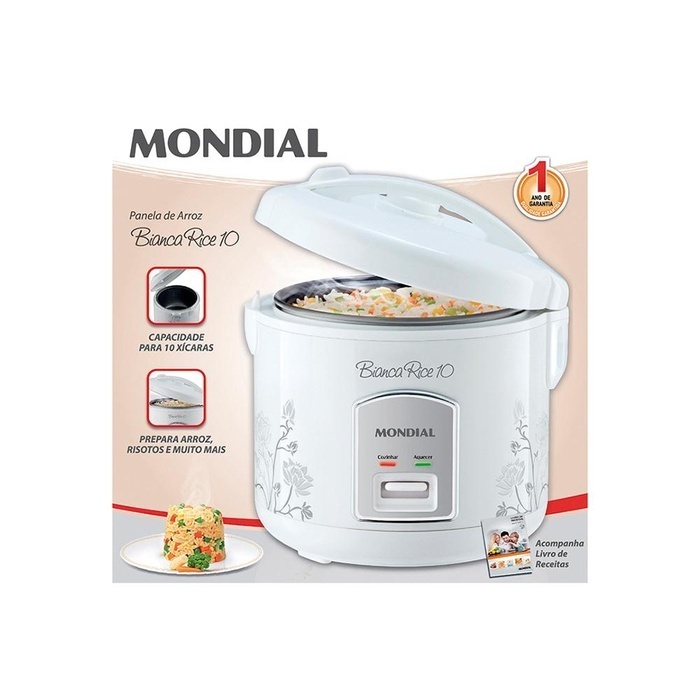 MONDIAL
1
ANO DE
GARANTIA
Panela de Arroz
Bianca Rice 10
CAPACIDADE
PARA 10 XÍCARAS
PREPARA ARROZ,
RISOTOS E MUITO MAIS
Bianca Rice 10
MONDIAL
Cozinhar Aquecer
Acompanha
Livro de
Receitas